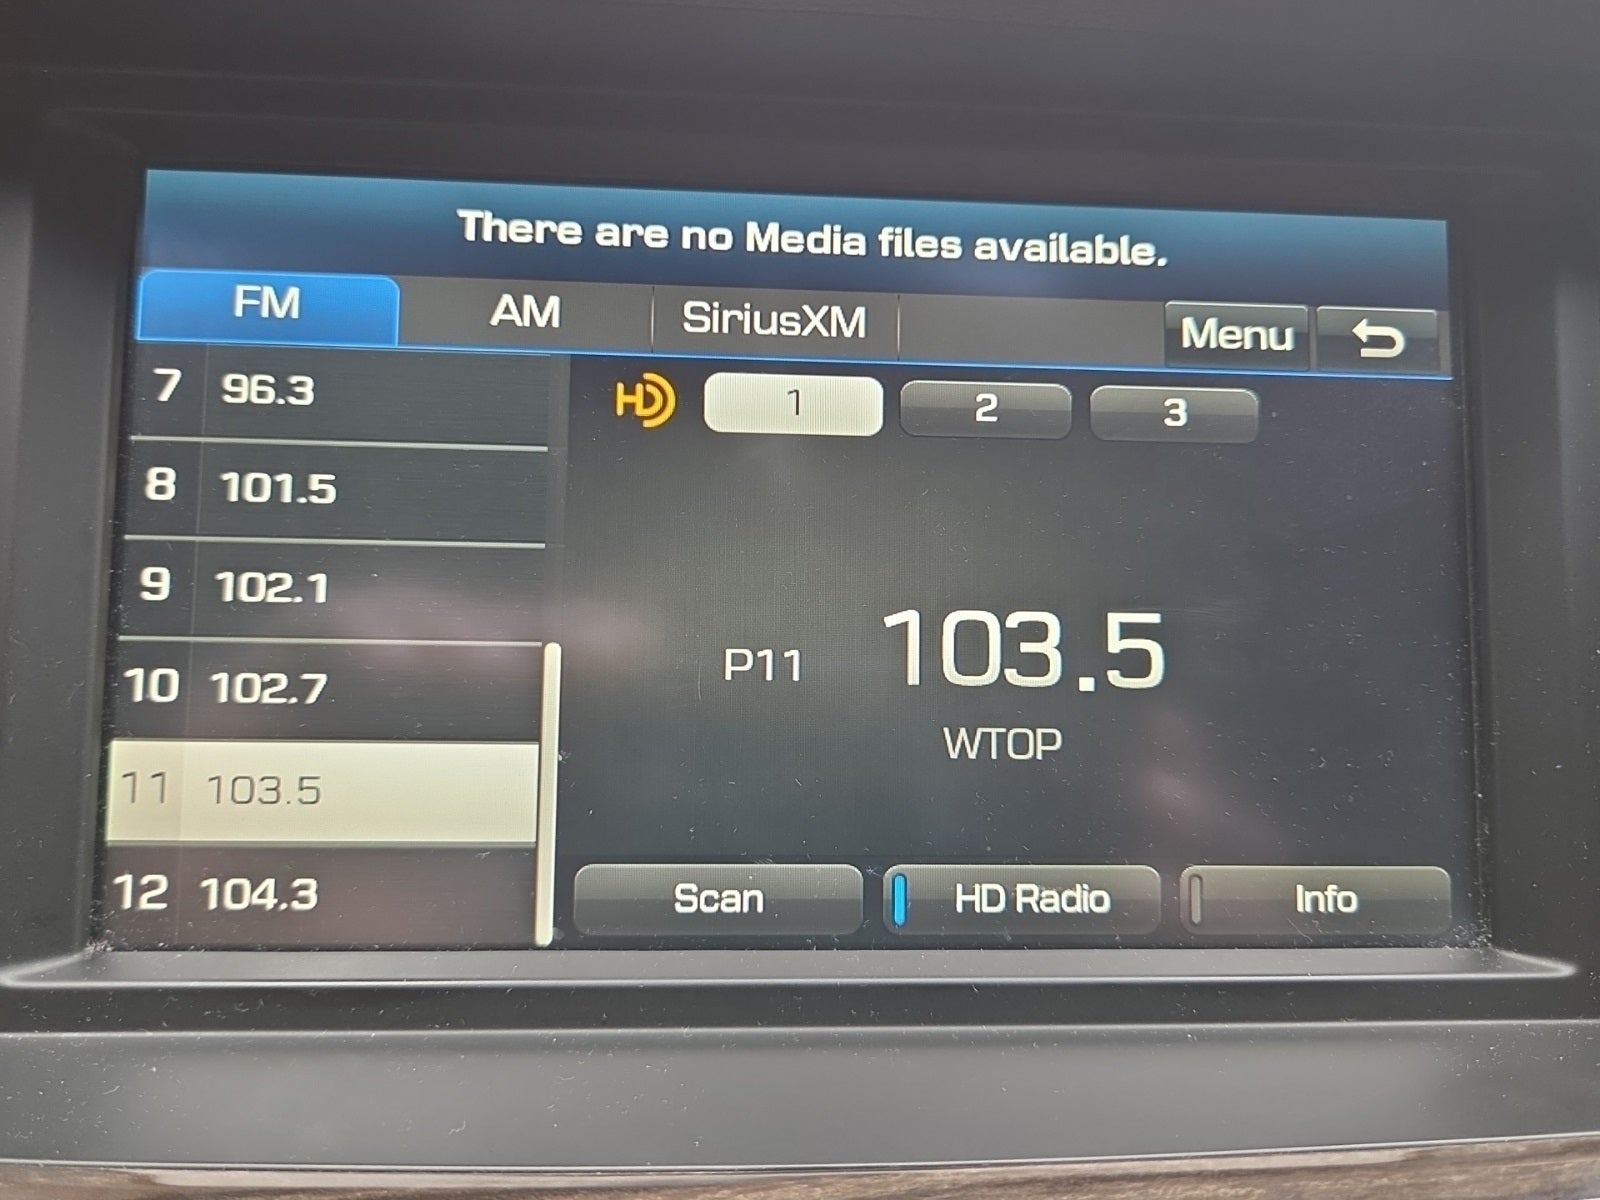 There are no Media files available.
FM AM SiriusXM Menu
HD 1 2 3
7 96.3
8 101.5
9 102.1
10 102.7
11 103.5
12 104.3
P11 103.5
WTOP
Scan HD Radio Info